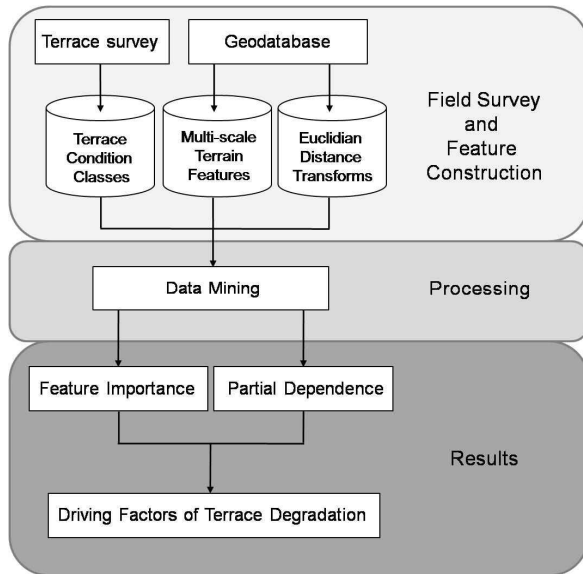 Terrace survey
Geodatabase
Terrace
Condition
Classes
Multi-scale
Terrain
Features
Euclidian
Distance
Transforms
Field Survey
and
Feature
Construction
Data Mining
Processing
Feature Importance
Partial Dependence
Results
Driving Factors of Terrace Degradation